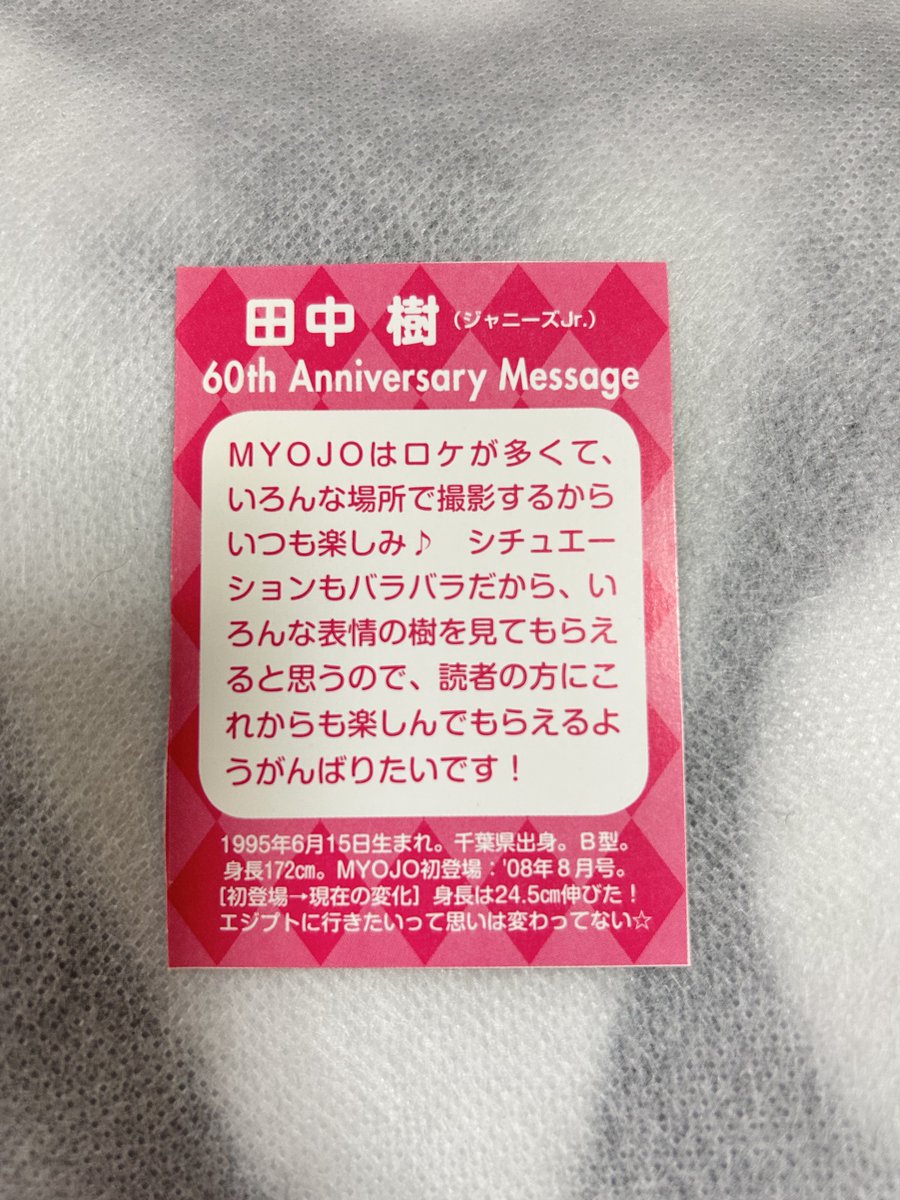 田中 樹 (ジャニーズJr.)
60th Anniversary Message
MYOJOはロケが多くて、
いろんな場所で撮影するから
いつも楽しみ♪ シチュエー
ションもバラバラだから、い
ろんな表情の樹を見てもらえ
ると思うので、読者の方にこ
れからも楽しんでもらえるよ
うがんばりたいです！
1995年6月15日生まれ。千葉県出身。B型。
身長172㎝。MYOJO初登場：'08年8月号。
[初登場→現在の変化] 身長は24.5㎝伸びた！
エジプトに行きたいって思いは変わってない☆